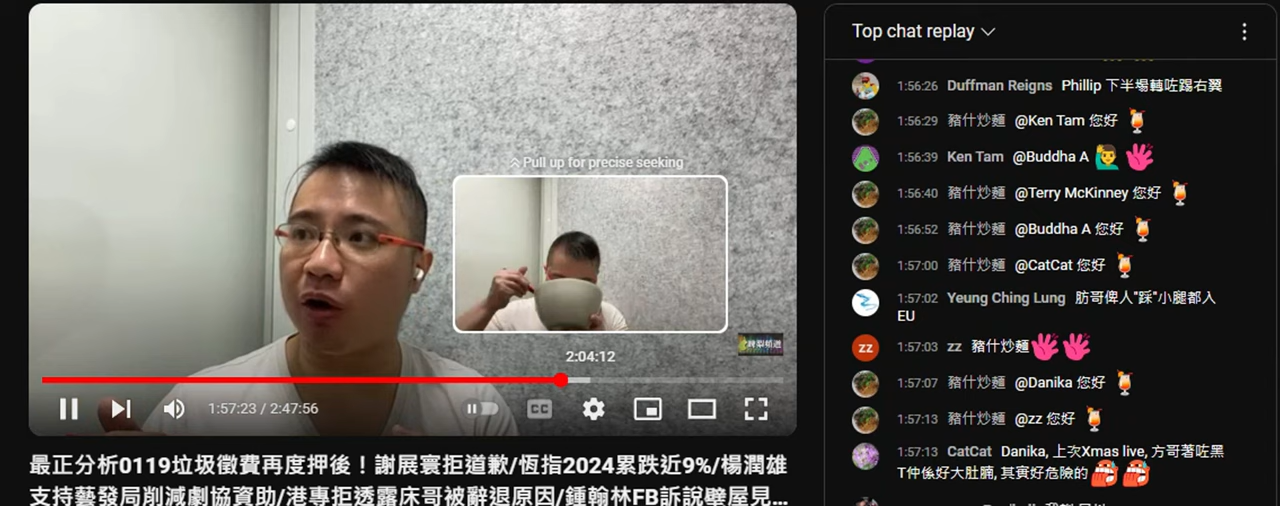 Top chat replay
1:56:26 Duffman Reigns Phillip 下半場轉咗踢右翼
1:56:29 豬什炒麵 @Ken Tam 您好
1:56:39 Ken Tam @Buddha A
1:56:40 豬什炒麵 @Terry McKinney 您好
1:56:52 豬什炒麵 @Buddha A 您好
1:57:00 豬什炒麵 @CatCat 您好
1:57:02 Yeung Ching Lung 肪哥俾人"踩"小腿都入
EU
1:57:03 zz 豬什炒麵
ZZ
1:57:07 豬什炒麵 @Danika 您好
1:57:13 豬什炒麵 @zz 您好
1:57:13 CatCat Danika, 上次Xmas live, 方哥著咗黑
T仲係好大肚腩, 其實好危險的
Pull up for precise seeking
2:04:12
1:57:23 / 2:47:56
CC
最正分析0119垃圾徵費再度押後！謝展寰拒道歉/恆指2024累跌近9%/楊潤雄
支持藝發局削減劇協資助/港專拒透露床哥被辭退原因/鍾翰林FB訴說壆屋見...